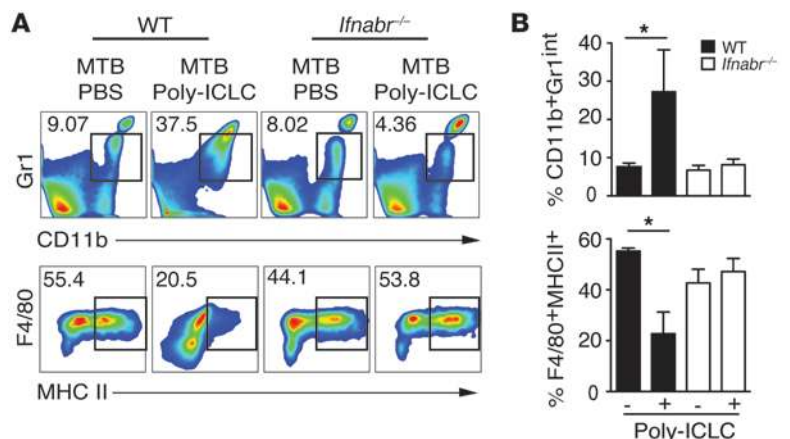 A
WT
Ifnabr−/−
MTB PBS
MTB Poly-ICLC
MTB PBS
MTB Poly-ICLC
Gr1
9.07
37.5
8.02
4.36
CD11b
F4/80
55.4
20.5
44.1
53.8
MHC II
B
WT
Ifnabr−/−
% CD11b+Gr1int
40
30
20
10
0
*
% F4/80+MHCII+
60
40
20
0
*
- + - +
Poly-ICLC